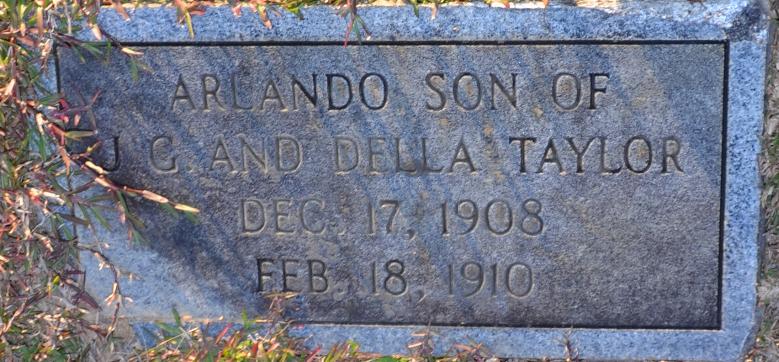 ARLANDO SON OF
J G. AND DELLA TAYLOR
DEC. 17, 1908
FEB. 18, 1910